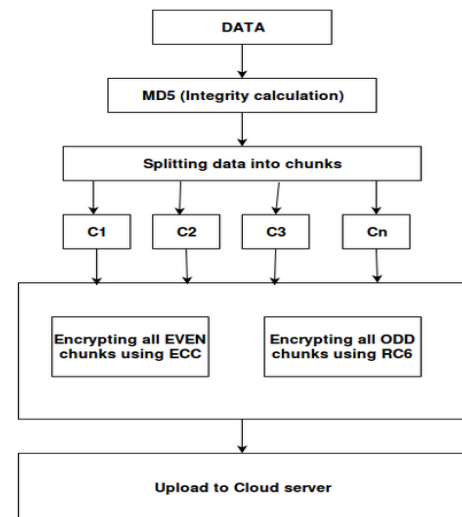 DATA
MD5 (Integrity calculation)
Splitting data into chunks
C1
C2
C3
Cn
Encrypting all EVEN
chunks using ECC
Encrypting all ODD
chunks using RC6
Upload to Cloud server